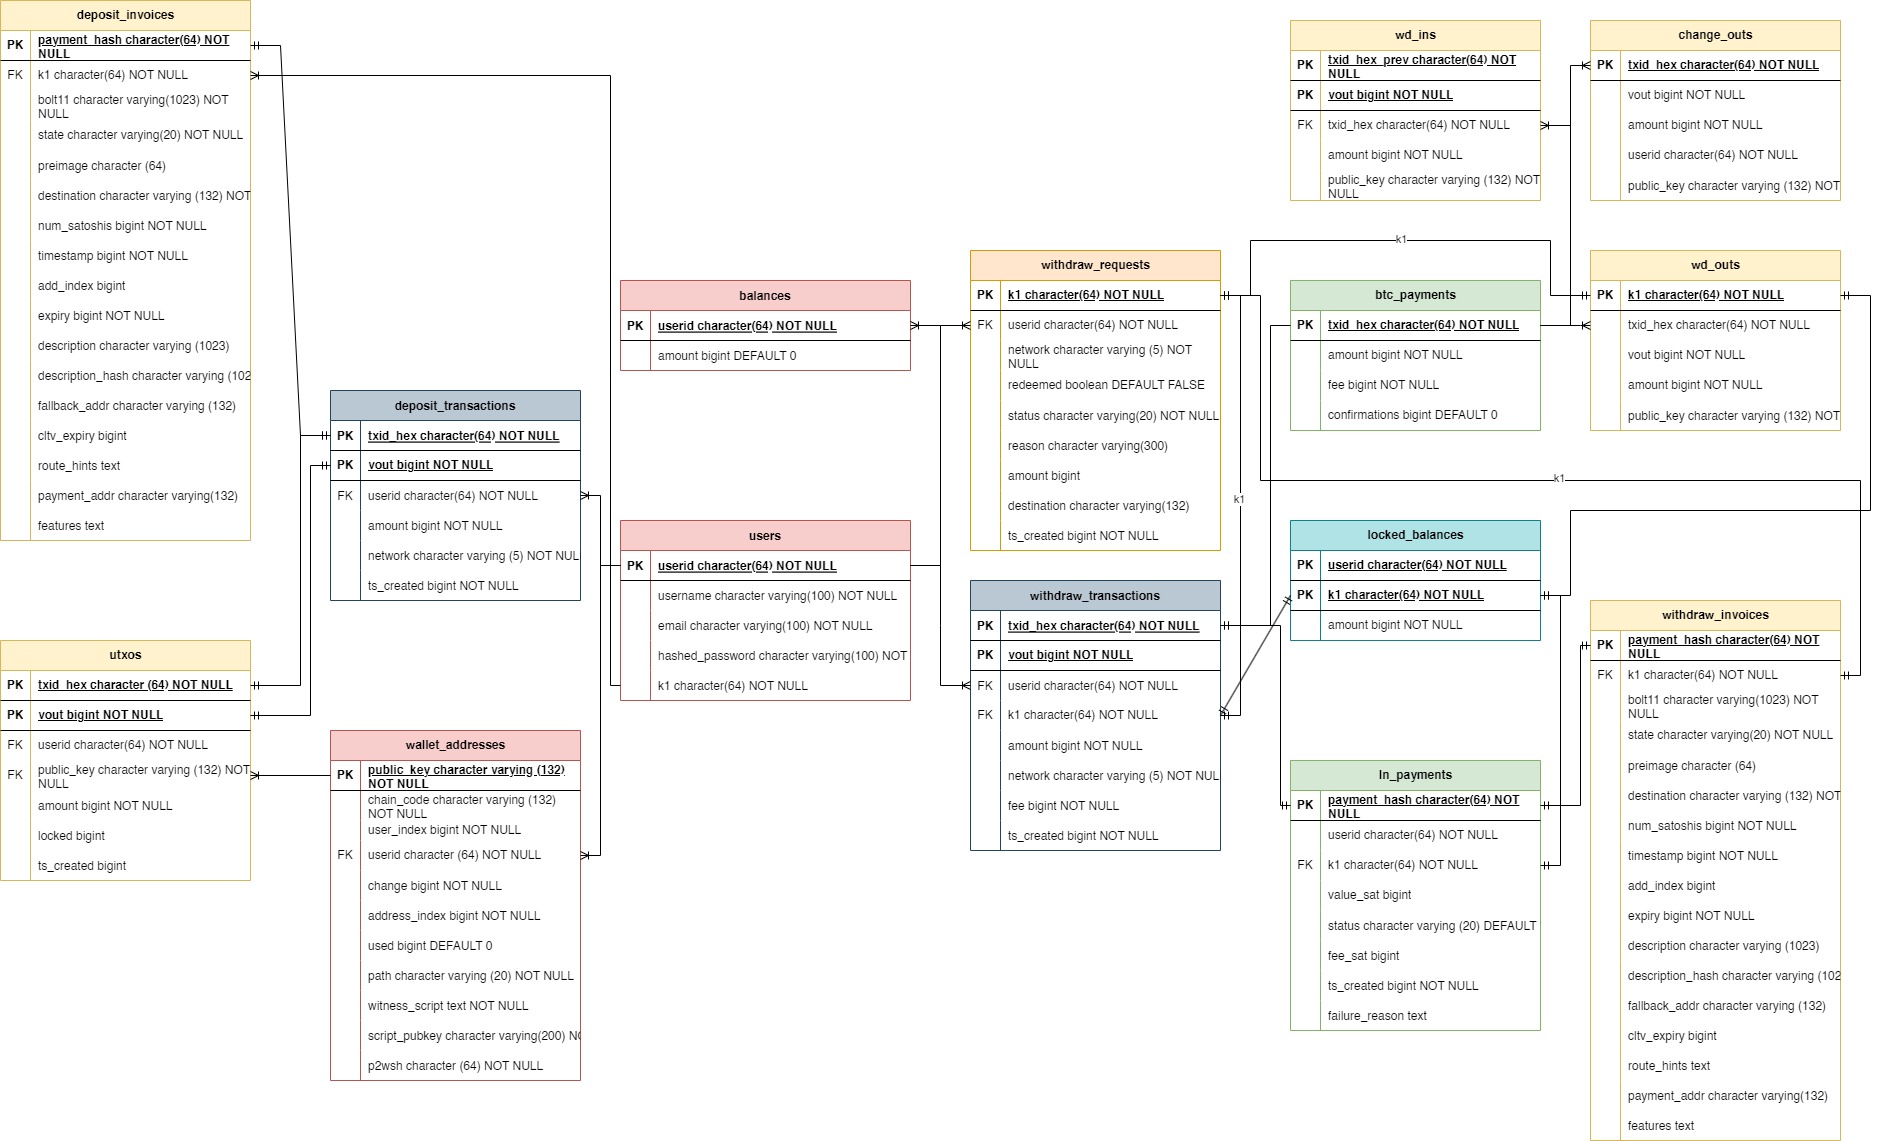 deposit_invoices
PK
payment_hash character(64) NOT
NULL
FK
k1 character(64) NOT NULL
bolt11 character varying(1023) NOT
NULL
state character varying(20) NOT NULL
preimage character (64)
destination character varying (132) NOT
num_satoshis bigint NOT NULL
timestamp bigint NOT NULL
add_index bigint
expiry bigint NOT NULL
description character varying (1023)
description_hash character varying (102
fallback_addr character varying (132)
cltv_expiry bigint
route_hints text
payment_addr character varying(132)
features text
utxos
PK
txid_hex character (64) NOT NULL
PK
vout bigint NOT NULL
FK
userid character(64) NOT NULL
FK
public_key character varying (132) NOT
NULL
amount bigint NOT NULL
locked bigint
ts_created bigint
deposit_transactions
PK
txid_hex character(64) NOT NULL
PK
vout bigint NOT NULL
FK
userid character(64) NOT NULL
amount bigint NOT NULL
network character varying (5) NOT NUL
ts_created bigint NOT NULL
wallet_addresses
PK
public_key character varying (132)
NOT NULL
chain_code character varying (132)
NOT NULL
user_index bigint NOT NULL
FK
userid character (64) NOT NULL
change bigint NOT NULL
address_index bigint NOT NULL
used bigint DEFAULT 0
path character varying (20) NOT NULL
witness_script text NOT NULL
script_pubkey character varying(200) NO
p2wsh character (64) NOT NULL
balances
PK
userid character(64) NOT NULL
amount bigint DEFAULT 0
users
PK
userid character(64) NOT NULL
username character varying(100) NOT NULL
email character varying(100) NOT NULL
hashed_password character varying(100) NOT
k1 character(64) NOT NULL
withdraw_requests
PK
k1 character(64) NOT NULL
FK
userid character(64) NOT NULL
network character varying (5) NOT
NULL
redeemed boolean DEFAULT FALSE
status character varying(20) NOT NULL
reason character varying(300)
amount bigint
destination character varying(132)
ts_created bigint NOT NULL
withdraw_transactions
PK
txid_hex character(64) NOT NULL
PK
vout bigint NOT NULL
FK
userid character(64) NOT NULL
FK
k1 character(64) NOT NULL
amount bigint NOT NULL
network character varying (5) NOT NUL
fee bigint NOT NULL
ts_created bigint NOT NULL
k1
k1
k1
wd_ins
PK
txid_hex_prev character(64) NOT
NULL
PK
vout bigint NOT NULL
FK
txid_hex character(64) NOT NULL
amount bigint NOT NULL
public_key character varying (132) NOT
NULL
btc_payments
PK
txid_hex character(64) NOT NULL
amount bigint NOT NULL
fee bigint NOT NULL
confirmations bigint DEFAULT 0
locked_balances
PK
userid character(64) NOT NULL
PK
k1 character(64) NOT NULL
amount bigint NOT NULL
ln_payments
PK
payment_hash character(64) NOT
NULL
userid character(64) NOT NULL
FK
k1 character(64) NOT NULL
value_sat bigint
status character varying (20) DEFAULT
fee_sat bigint
ts_created bigint NOT NULL
failure_reason text
change_outs
PK
txid_hex character(64) NOT NULL
vout bigint NOT NULL
amount bigint NOT NULL
userid character(64) NOT NULL
public_key character varying (132) NOT
wd_outs
PK
k1 character(64) NOT NULL
txid_hex character(64) NOT NULL
vout bigint NOT NULL
amount bigint NOT NULL
public_key character varying (132) NOT
withdraw_invoices
PK
payment_hash character(64) NOT
NULL
FK
k1 character(64) NOT NULL
bolt11 character varying(1023) NOT
NULL
state character varying(20) NOT NULL
preimage character (64)
destination character varying (132) NOT
num_satoshis bigint NOT NULL
timestamp bigint NOT NULL
add_index bigint
expiry bigint NOT NULL
description character varying (1023)
description_hash character varying (102
fallback_addr character varying (132)
cltv_expiry bigint
route_hints text
payment_addr character varying(132)
features text